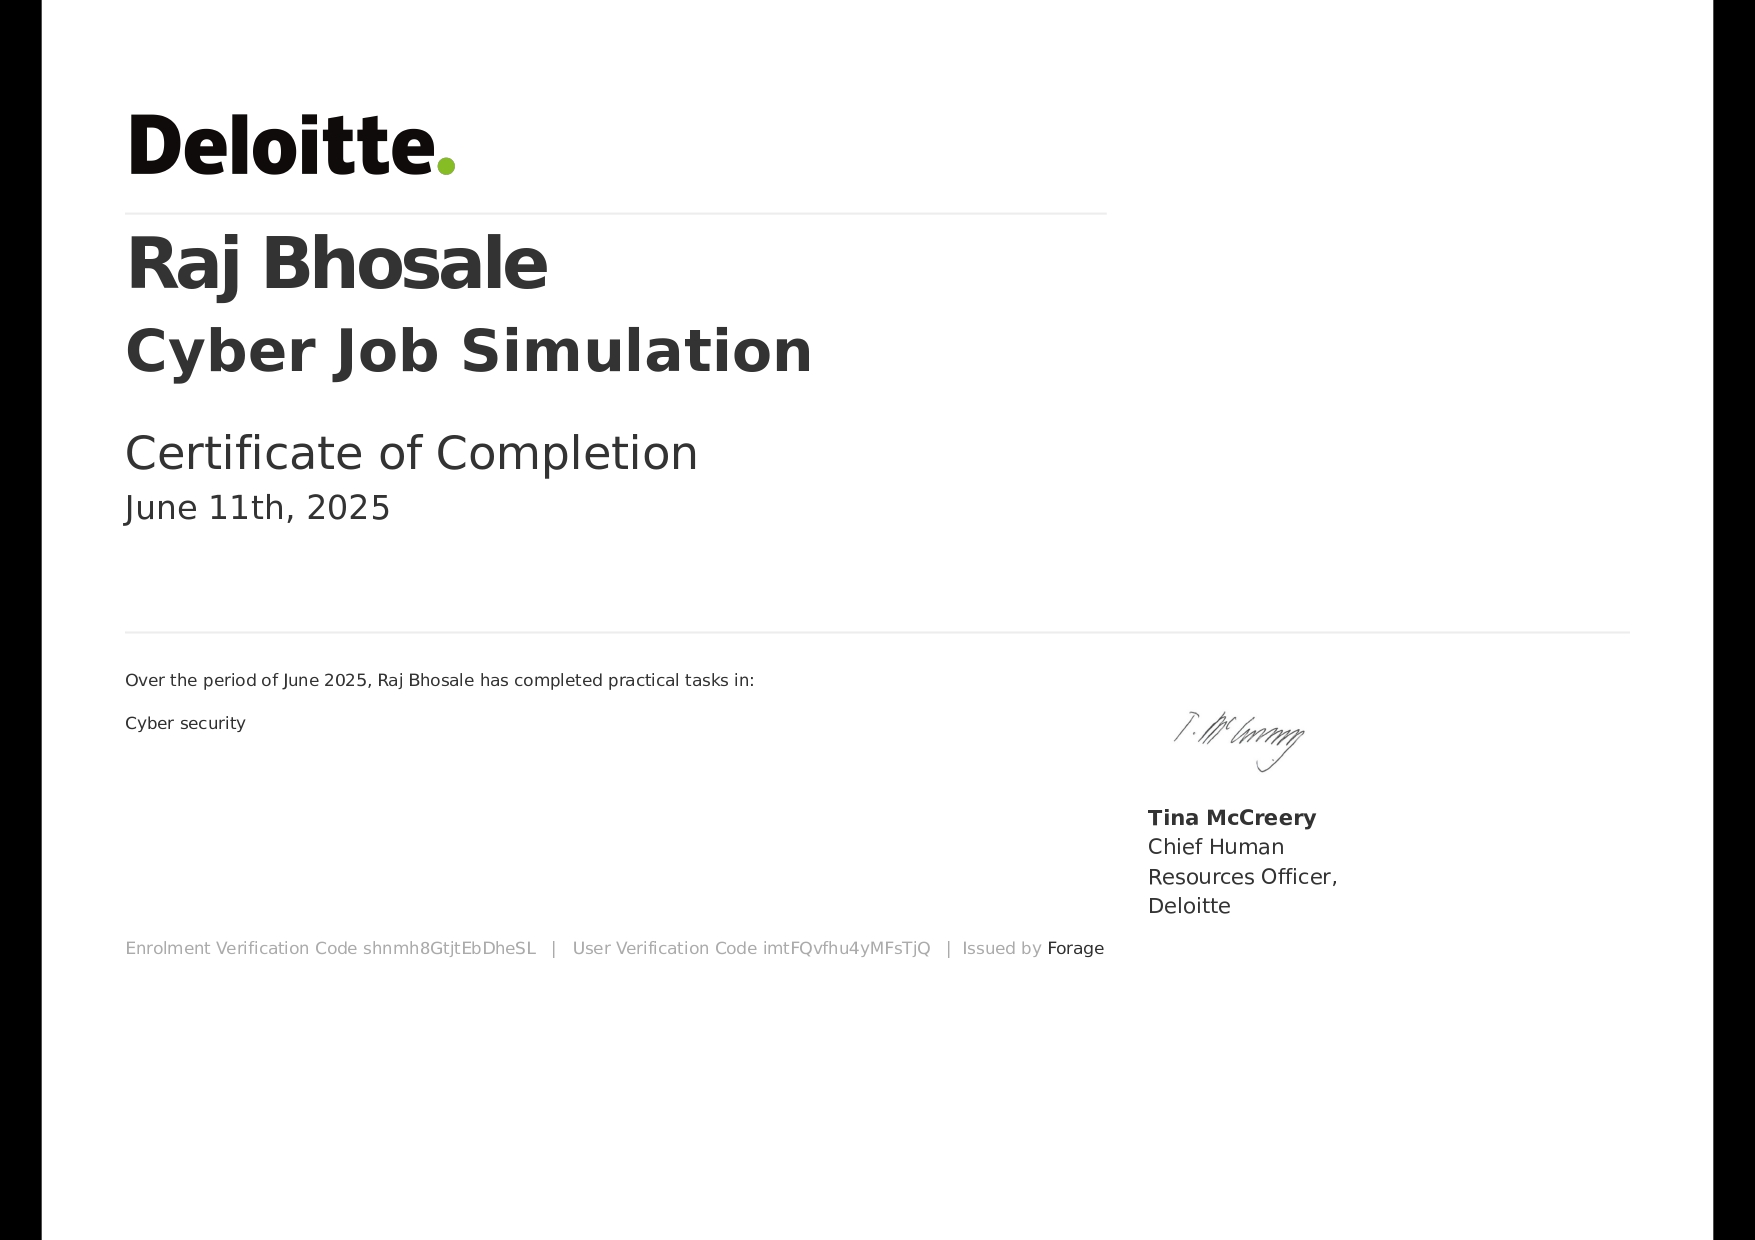 Deloitte.
Raj Bhosale
Cyber Job Simulation
Certificate of Completion
June 11th, 2025
Over the period of June 2025, Raj Bhosale has completed practical tasks in:
Cyber security
T. McCreery
Tina McCreery
Chief Human
Resources Officer,
Deloitte
Enrolment Verification Code shnmh8GtjtEbDheSL | User Verification Code imtFQvfhu4yMFsTjQ | Issued by Forage